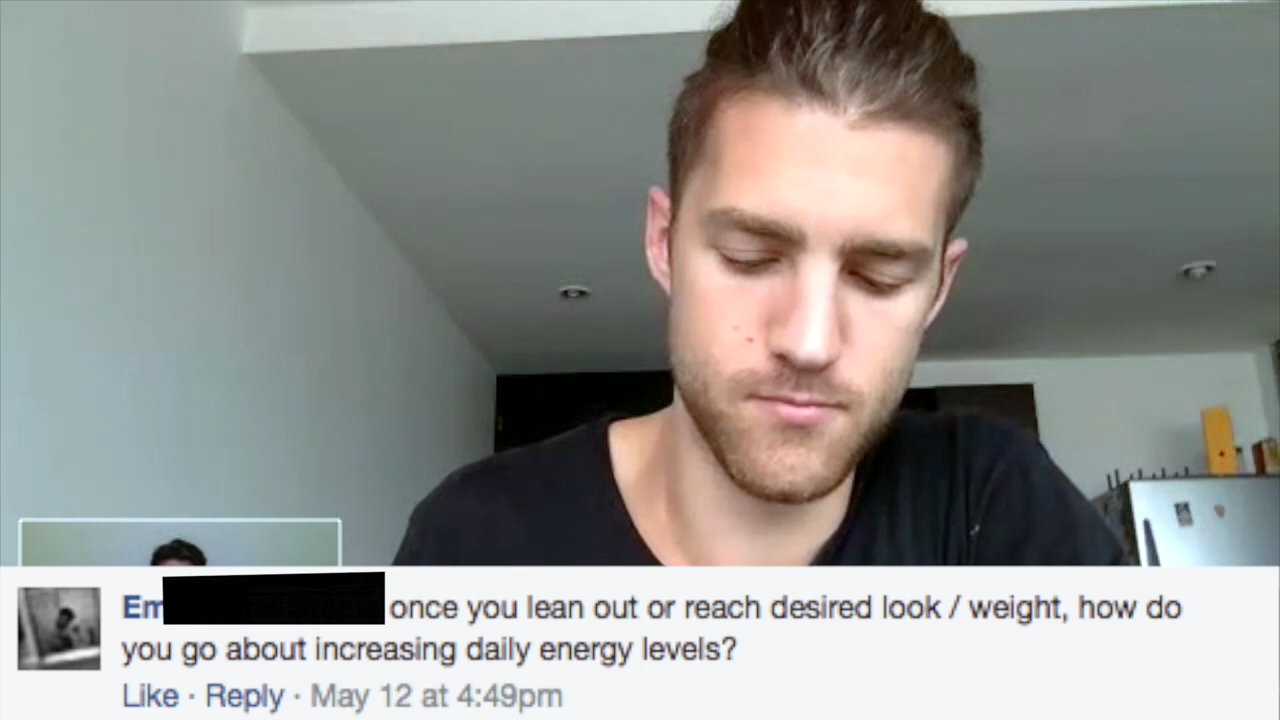 Em once you lean out or reach desired look / weight, how do
you go about increasing daily energy levels?
Like · Reply · May 12 at 4:49pm